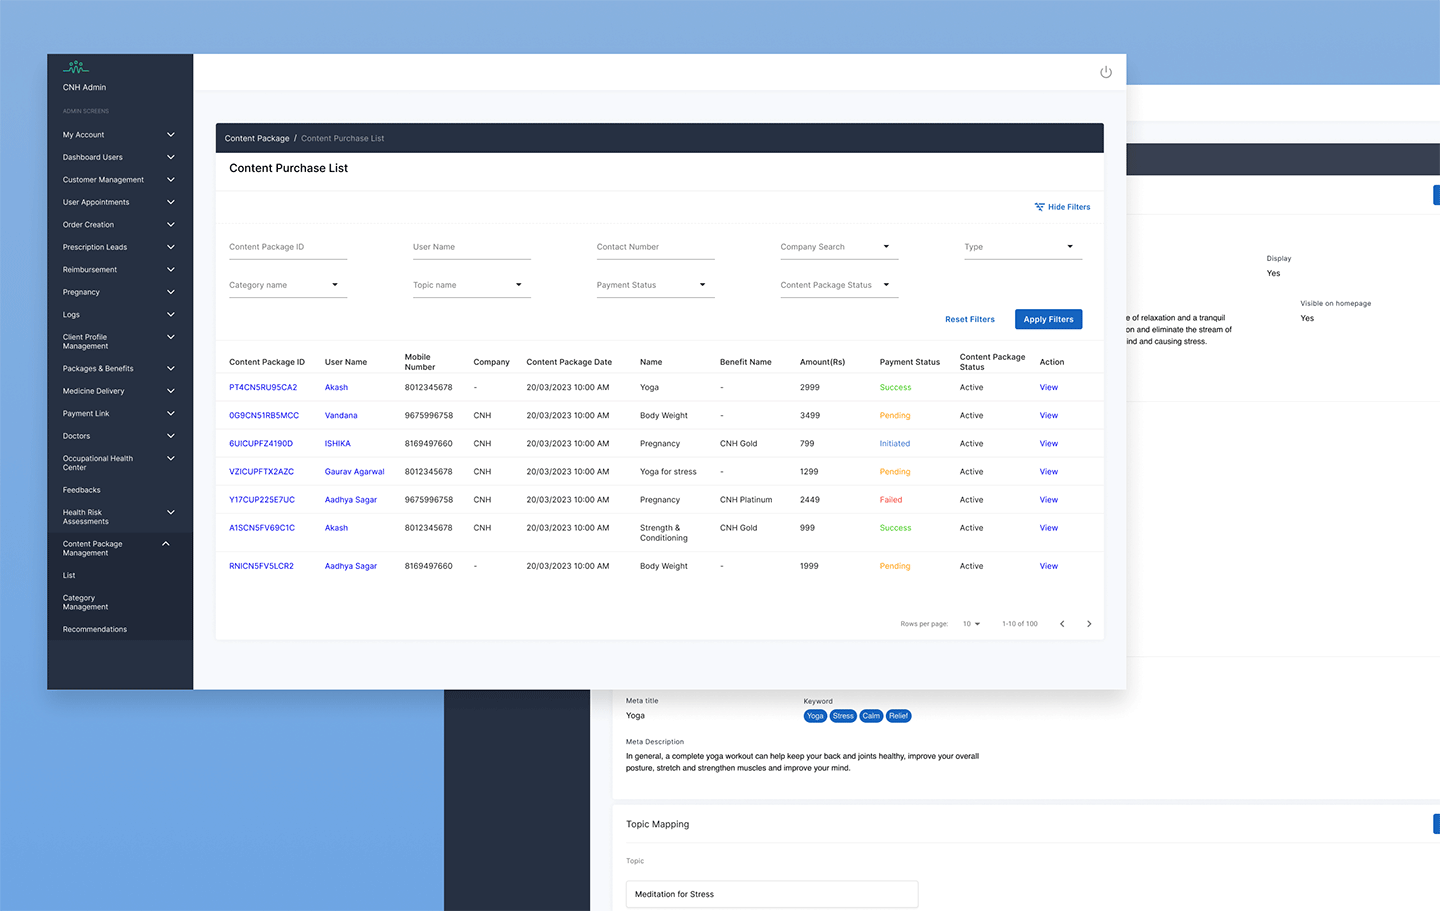 CNH Admin
ADMIN SCREENS
My Account
Dashboard Users
Customer Management
User Appointments
Order Creation
Prescription Leads
Reimbursement
Pregnancy
Logs
Client Profile
Management
Packages & Benefits
Medicine Delivery
Payment Link
Doctors
Occupational Health
Center
Feedbacks
Health Risk
Assessments
Content Package
Management
List
Category
Management
Recommendations
Content Package / Content Purchase List
Content Purchase List
Hide Filters
Content Package ID User Name Contact Number Company Search Type
Category name Topic name Payment Status Content Package Status
Reset Filters Apply Filters
Content Package ID User Name Mobile Number Company Content Package Date Name Benefit Name Amount(Rs) Payment Status Content Package Status Action
PT4CN5RU95CA2 Akash 8012345678 - 20/03/2023 10:00 AM Yoga - 2999 Success Active View
0G9CN51RB5MCC Vandana 9675996758 CNH 20/03/2023 10:00 AM Body Weight - 3499 Pending Active View
6UICUPFZ4190D ISHIKA 8169497660 CNH 20/03/2023 10:00 AM Pregnancy CNH Gold 799 Initiated Active View
VZICUPFTX2AZC Gaurav Agarwal 8012345678 CNH 20/03/2023 10:00 AM Yoga for stress - 1299 Pending Active View
Y17CUP225E7UC Aadhya Sagar 9675996758 CNH 20/03/2023 10:00 AM Pregnancy CNH Platinum 2449 Failed Active View
A1SCN5FV69C1C Akash 8012345678 CNH 20/03/2023 10:00 AM Strength & Conditioning CNH Gold 999 Success Active View
RNICN5FV5LCR2 Aadhya Sagar 8169497660 - 20/03/2023 10:00 AM Body Weight - 1999 Pending Active View
Rows per page: 10 1-10 of 100
Display
Yes
Visible on homepage
Yes
e of relaxation and a tranquil
on and eliminate the stream of
ind and causing stress.
Meta title
Yoga
Keyword
Yoga Stress Calm Relief
Meta Description
In general, a complete yoga workout can help keep your back and joints healthy, improve your overall
posture, stretch and strengthen muscles and improve your mind.
Topic Mapping
Topic
Meditation for Stress